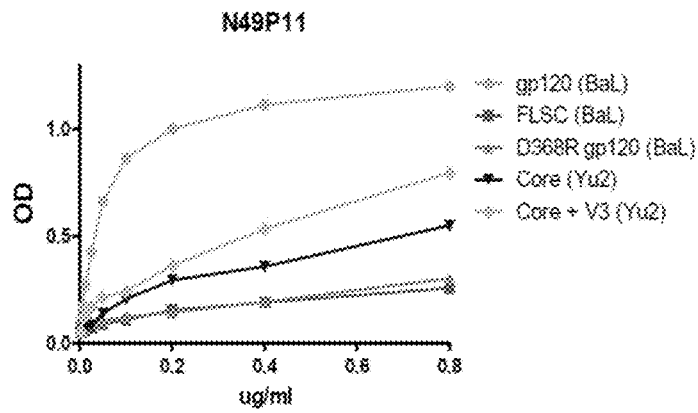 N49P11
gp120 (BaL)
FLSC (BaL)
D368R gp120 (BaL)
Core (Yu2)
Core + V3 (Yu2)
OD
1.0
0.5
0.0
0.0 0.2 0.4 0.6 0.8
ug/ml